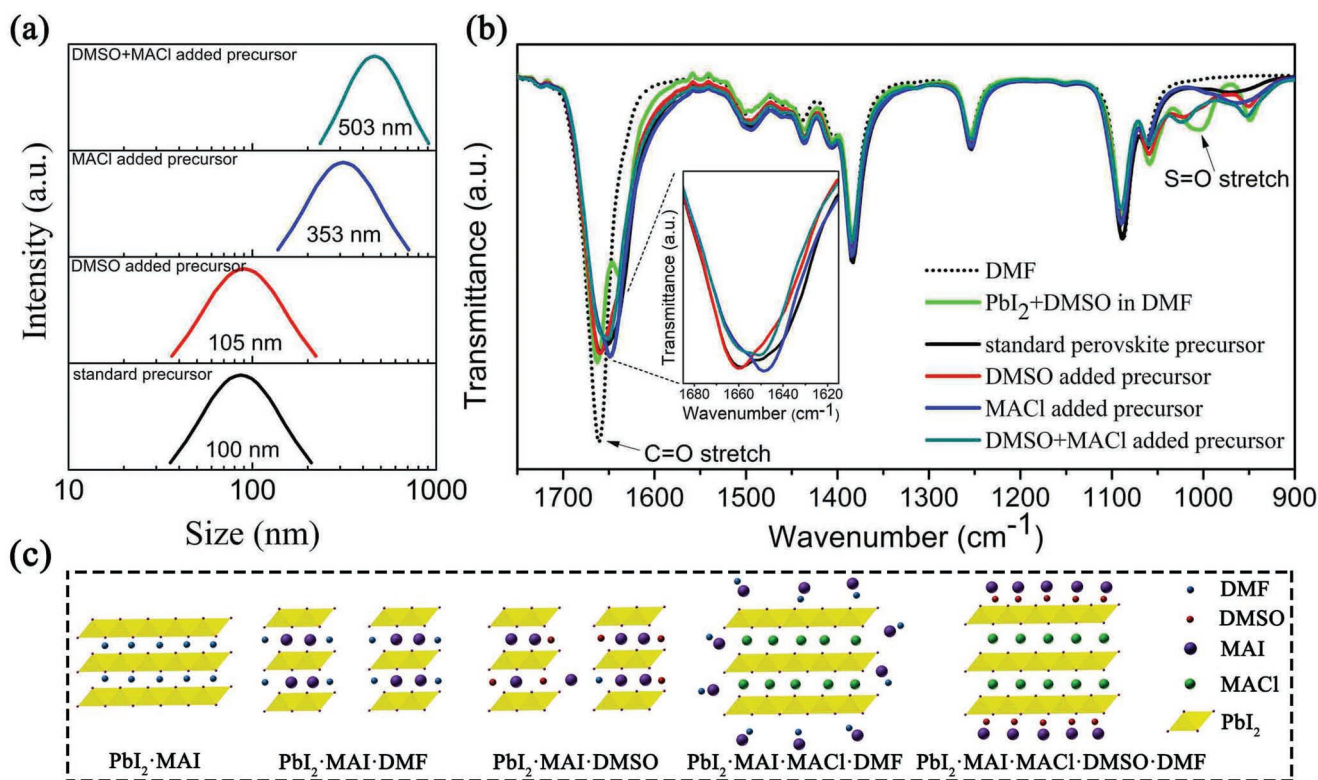 (a)
DMSO+MACl added precursor
503 nm
MACl added precursor
353 nm
DMSO added precursor
105 nm
standard precursor
100 nm
Intensity (a.u.)
10 100 1000
Size (nm)
(b)
Transmittance (a.u.)
S=O stretch
C=O stretch
Transmittance (a.u.)
1680 1660 1640 1620
Wavenumber (cm⁻¹)
DMF
PbI₂+DMSO in DMF
standard perovskite precursor
DMSO added precursor
MACl added precursor
DMSO+MACl added precursor
1700 1600 1500 1400 1300 1200 1100 1000 900
Wavenumber (cm⁻¹)
(c)
PbI₂·MAI
PbI₂·MAI·DMF
PbI₂·MAI·DMSO
PbI₂·MAI·MACl·DMF
PbI₂·MAI·MACl·DMSO·DMF
DMF
DMSO
MAI
MACl
PbI₂